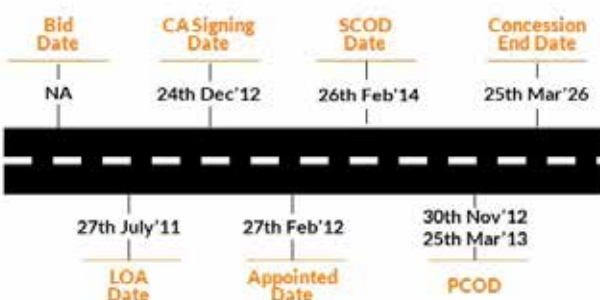 Bid
Date
CA Signing
Date
SCOD
Date
Concession
End Date
NA
24th Dec'12
26th Feb'14
25th Mar'26
27th July'11
27th Feb'12
30th Nov'12
25th Mar'13
LOA
Date
Appointed
Date
PCOD